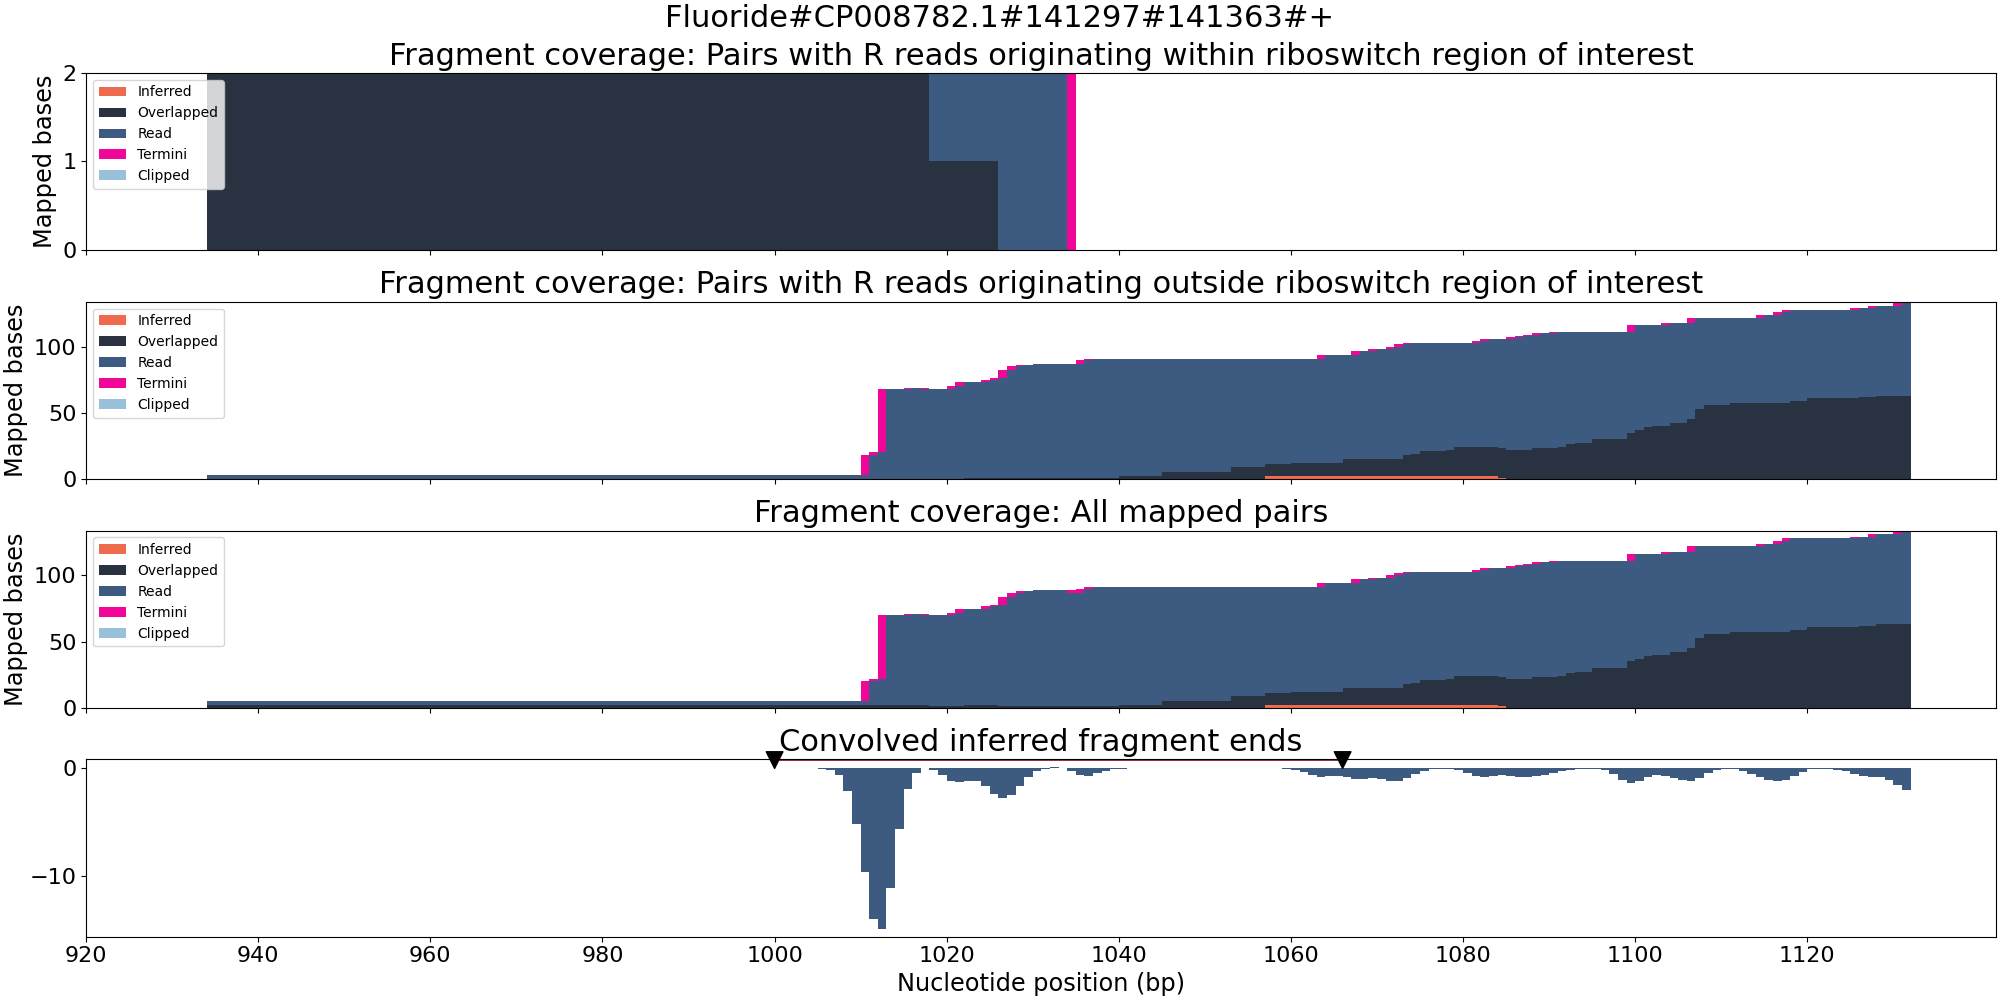 Fluoride#CP008782.1#141297#141363#+
Fragment coverage: Pairs with R reads originating within riboswitch region of interest
Mapped bases
2
1
0
Inferred
Overlapped
Read
Termini
Clipped
Fragment coverage: Pairs with R reads originating outside riboswitch region of interest
Mapped bases
100
50
0
Inferred
Overlapped
Read
Termini
Clipped
Fragment coverage: All mapped pairs
Mapped bases
100
50
0
Inferred
Overlapped
Read
Termini
Clipped
Convolved inferred fragment ends
0
−10
920 940 960 980 1000 1020 1040 1060 1080 1100 1120
Nucleotide position (bp)